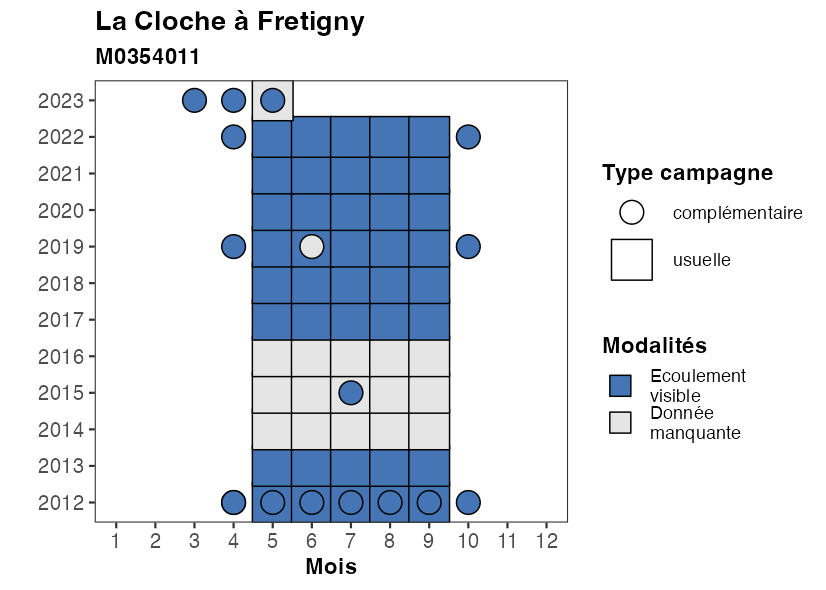 La Cloche à Fretigny
M0354011
2023
2022
2021
2020
2019
2018
2017
2016
2015
2014
2013
2012
1 2 3 4 5 6 7 8 9 10 11 12
Mois
Type campagne
complémentaire
usuelle
Modalités
Ecoulement
visible
Donnée
manquante